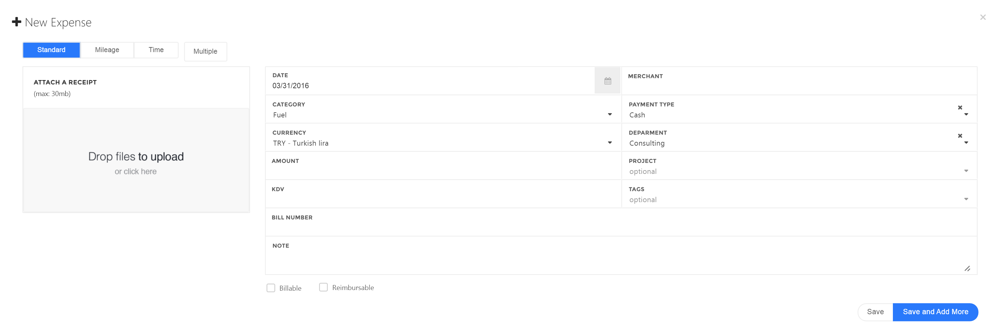 New Expense
Standard
Mileage
Time
Multiple
ATTACH A RECEIPT
(max: 30mb)
Drop files to upload
or click here
DATE
03/31/2016
MERCHANT
CATEGORY
Fuel
PAYMENT TYPE
Cash
CURRENCY
TRY - Turkish lira
DEPARMENT
Consulting
AMOUNT
PROJECT
optional
KDV
TAGS
optional
BILL NUMBER
NOTE
Billable
Reimbursable
Save
Save and Add More